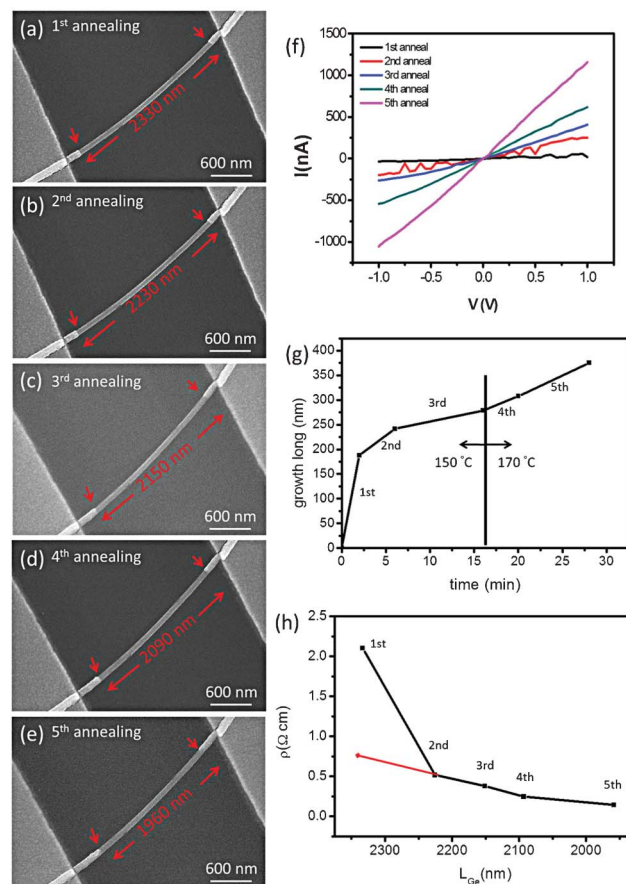 (a) 1st annealing
2330 nm
600 nm
(b) 2nd annealing
2230 nm
600 nm
(c) 3rd annealing
2150 nm
600 nm
(d) 4th annealing
2090 nm
600 nm
(e) 5th annealing
1960 nm
600 nm
(f)
1500
1000
500
0
-500
-1000
I(nA)
1st anneal
2nd anneal
3rd anneal
4th anneal
5th anneal
-1.0 -0.5 0.0 0.5 1.0
V(V)
(g)
400
350
300
250
200
150
100
50
0
growth long (nm)
1st
2nd
3rd
4th
5th
150 °C 170 °C
0 5 10 15 20 25 30
time (min)
(h)
2.5
2.0
1.5
1.0
0.5
0.0
ρ(Ω cm)
1st
2nd
3rd
4th
5th
2300 2200 2100 2000
LGe(nm)